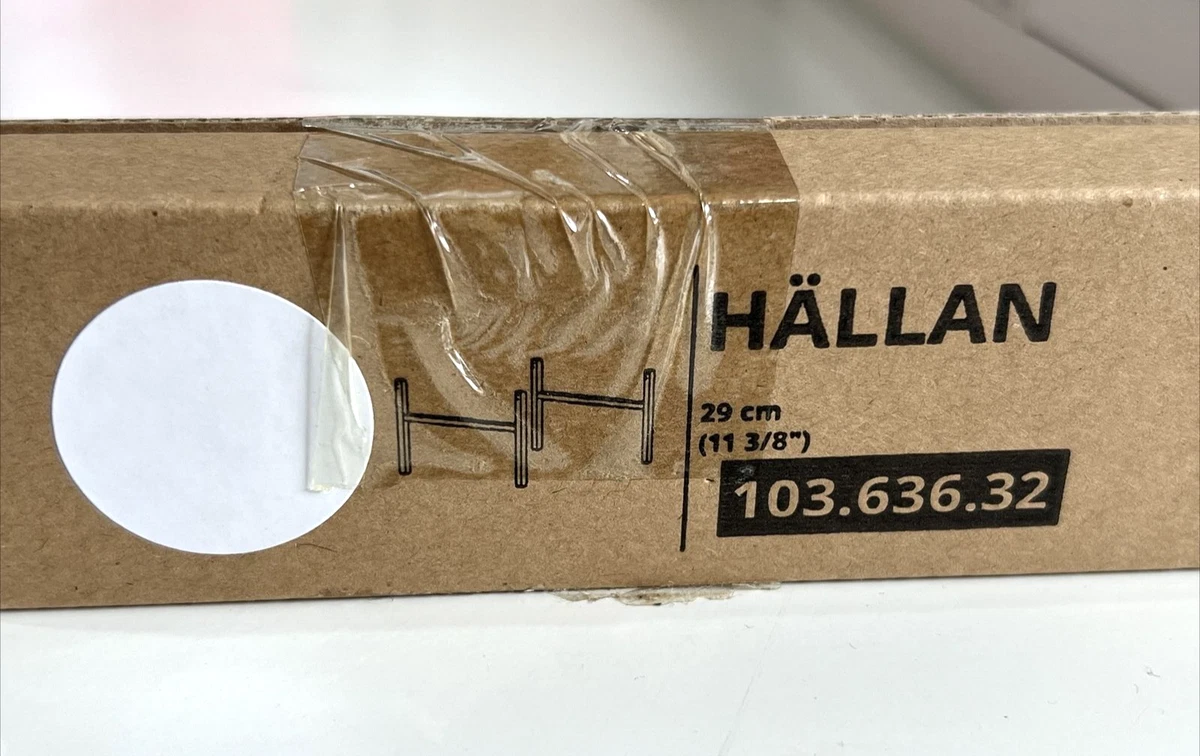 HÄLLAN
29 cm
(11 3/8")
103.636.32